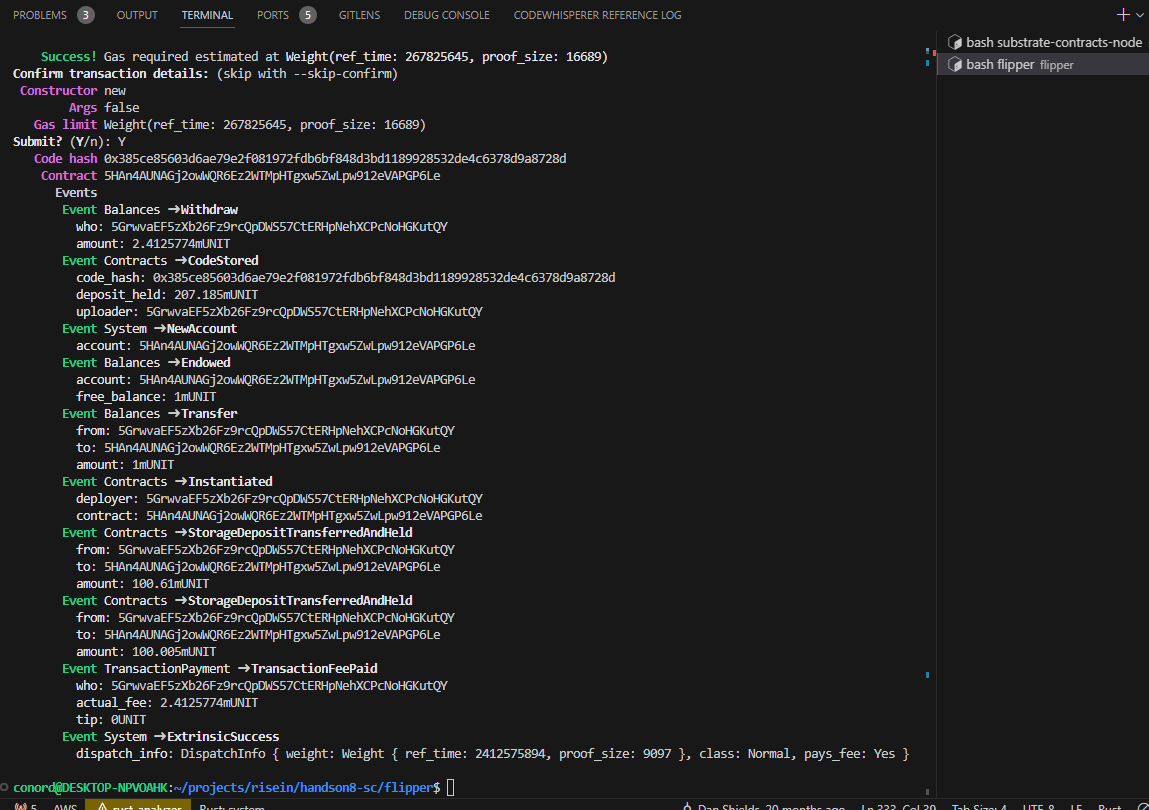 PROBLEMS 3 OUTPUT TERMINAL PORTS 5 GITLENS DEBUG CONSOLE CODEWHISPERER REFERENCE LOG
bash substrate-contracts-node
bash flipper flipper
Success! Gas required estimated at Weight(ref_time: 267825645, proof_size: 16689)
Confirm transaction details: (skip with --skip-confirm)
Constructor new
Args false
Gas limit Weight(ref_time: 267825645, proof_size: 16689)
Submit? (Y/n): Y
Code hash 0x385ce85603d6ae79e2f081972fdb6bf848d3bd1189928532de4c6378d9a8728d
Contract 5HAn4AUNAGj2owWQR6Ez2WTMpHTgxw5ZwLpw912eVAPGP6Le
Events
Event Balances ➜ Withdraw
who: 5GrwvaEF5zXb26Fz9rcQpDWS57CtERHpNehXCPcNoHGKutQY
amount: 2.4125774mUNIT
Event Contracts ➜ CodeStored
code_hash: 0x385ce85603d6ae79e2f081972fdb6bf848d3bd1189928532de4c6378d9a8728d
deposit_held: 207.185mUNIT
uploader: 5GrwvaEF5zXb26Fz9rcQpDWS57CtERHpNehXCPcNoHGKutQY
Event System ➜ NewAccount
account: 5HAn4AUNAGj2owWQR6Ez2WTMpHTgxw5ZwLpw912eVAPGP6Le
Event Balances ➜ Endowed
account: 5HAn4AUNAGj2owWQR6Ez2WTMpHTgxw5ZwLpw912eVAPGP6Le
free_balance: 1mUNIT
Event Balances ➜ Transfer
from: 5GrwvaEF5zXb26Fz9rcQpDWS57CtERHpNehXCPcNoHGKutQY
to: 5HAn4AUNAGj2owWQR6Ez2WTMpHTgxw5ZwLpw912eVAPGP6Le
amount: 1mUNIT
Event Contracts ➜ Instantiated
deployer: 5GrwvaEF5zXb26Fz9rcQpDWS57CtERHpNehXCPcNoHGKutQY
contract: 5HAn4AUNAGj2owWQR6Ez2WTMpHTgxw5ZwLpw912eVAPGP6Le
Event Contracts ➜ StorageDepositTransferredAndHeld
from: 5GrwvaEF5zXb26Fz9rcQpDWS57CtERHpNehXCPcNoHGKutQY
to: 5HAn4AUNAGj2owWQR6Ez2WTMpHTgxw5ZwLpw912eVAPGP6Le
amount: 100.61mUNIT
Event Contracts ➜ StorageDepositTransferredAndHeld
from: 5GrwvaEF5zXb26Fz9rcQpDWS57CtERHpNehXCPcNoHGKutQY
to: 5HAn4AUNAGj2owWQR6Ez2WTMpHTgxw5ZwLpw912eVAPGP6Le
amount: 100.005mUNIT
Event TransactionPayment ➜ TransactionFeePaid
who: 5GrwvaEF5zXb26Fz9rcQpDWS57CtERHpNehXCPcNoHGKutQY
actual_fee: 2.4125774mUNIT
tip: 0UNIT
Event System ➜ ExtrinsicSuccess
dispatch_info: DispatchInfo { weight: Weight { ref_time: 2412575894, proof_size: 9097 }, class: Normal, pays_fee: Yes }
conord@DESKTOP-NPVOAHK:~/projects/risein/handson8-sc/flipper$
5 AWS rust-analyzer Rust: system Dan Shields, 20 months ago Ln 333, Col 39 Tab Size: 4 UTF-8 LF Rust